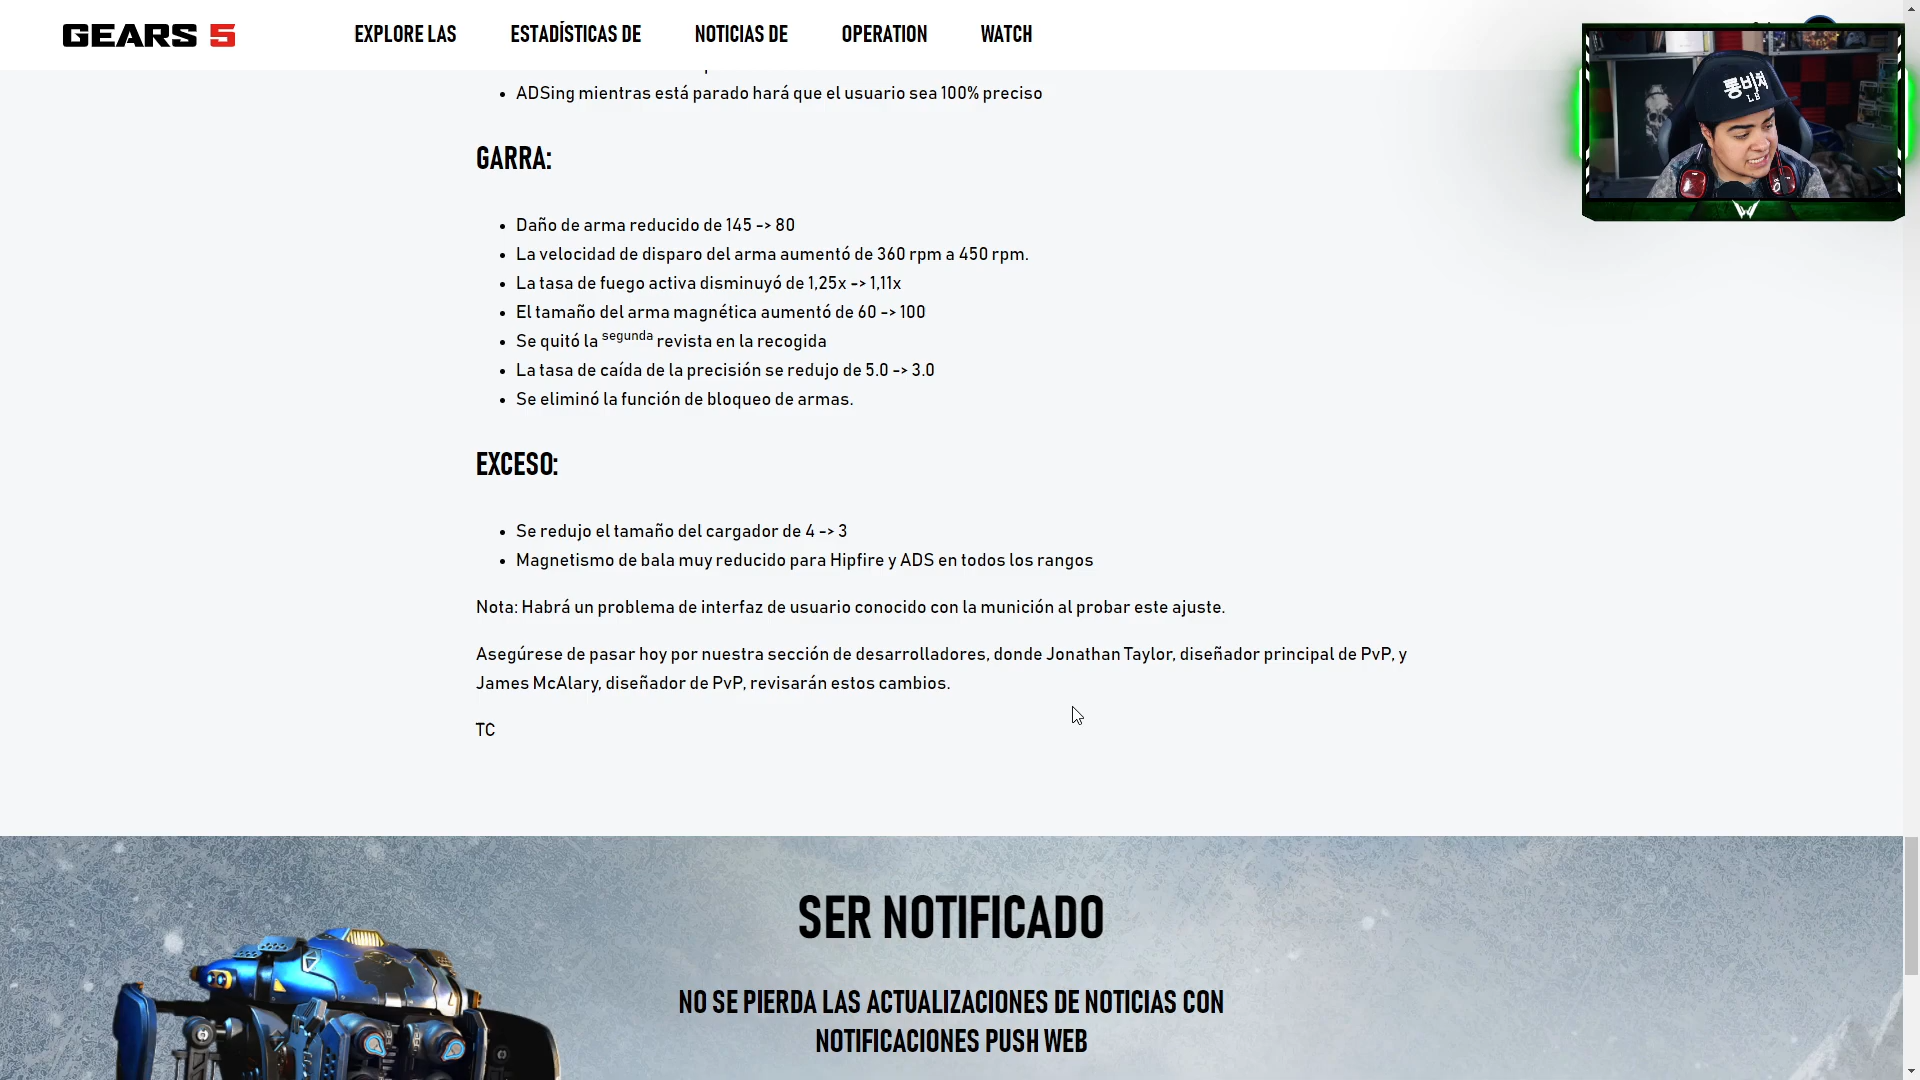 GEARS 5
EXPLORE LAS
ESTADÍSTICAS DE
NOTICIAS DE
OPERATION
WATCH
ADSing mientras está parado hará que el usuario sea 100% preciso
GARRA:
Daño de arma reducido de 145 -> 80
La velocidad de disparo del arma aumentó de 360 rpm a 450 rpm.
La tasa de fuego activa disminuyó de 1,25x -> 1,11x
El tamaño del arma magnética aumentó de 60 -> 100
Se quitó la segunda revista en la recogida
La tasa de caída de la precisión se redujo de 5.0 -> 3.0
Se eliminó la función de bloqueo de armas.
EXCESO:
Se redujo el tamaño del cargador de 4 -> 3
Magnetismo de bala muy reducido para Hipfire y ADS en todos los rangos
Nota: Habrá un problema de interfaz de usuario conocido con la munición al probar este ajuste.
Asegúrese de pasar hoy por nuestra sección de desarrolladores, donde Jonathan Taylor, diseñador principal de PvP, y
James McAlary, diseñador de PvP, revisarán estos cambios.
TC
SER NOTIFICADO
NO SE PIERDA LAS ACTUALIZACIONES DE NOTICIAS CON
NOTIFICACIONES PUSH WEB